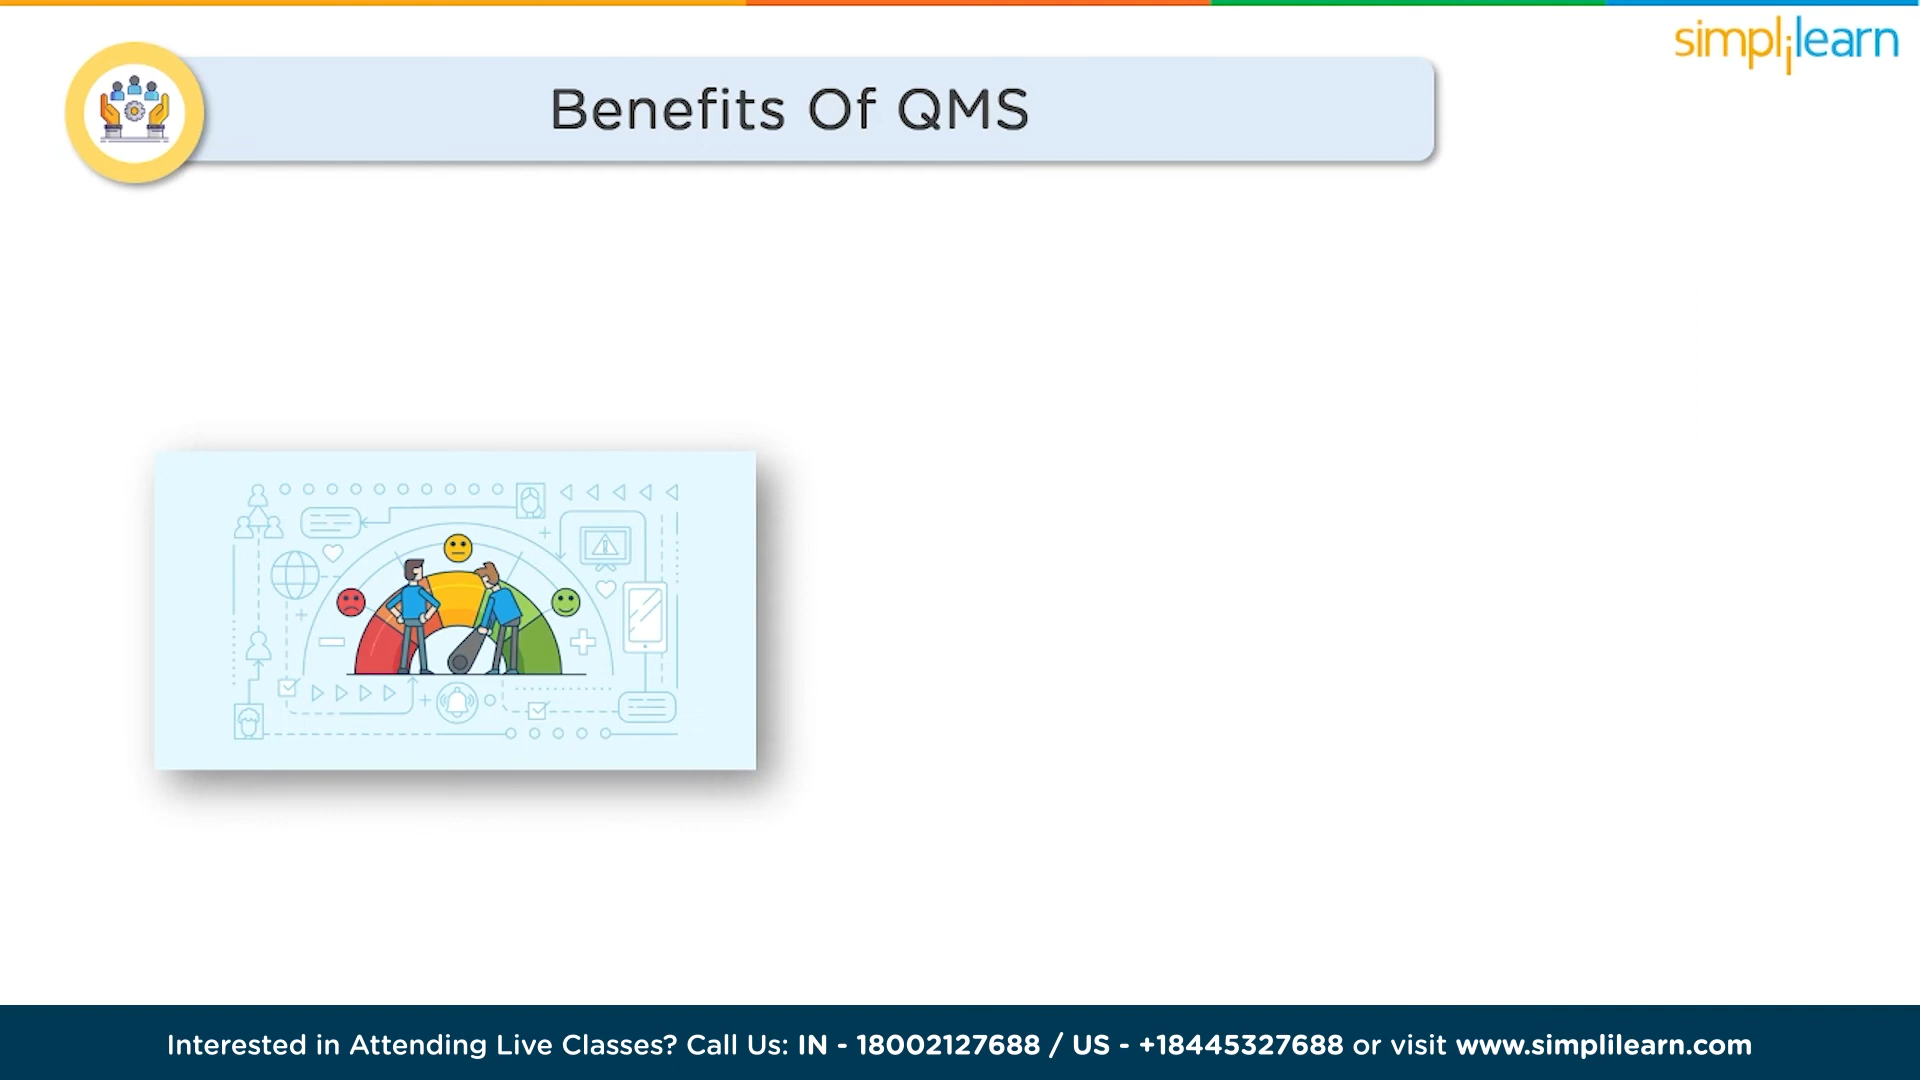 simplilearn
Benefits Of QMS
Interested in Attending Live Classes? Call Us: IN - 18002127688 / US - +18445327688 or visit www.simplilearn.com